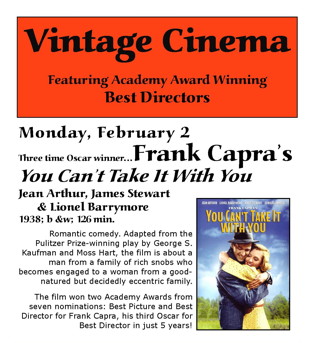 Vintage Cinema
Featuring Academy Award Winning
Best Directors
Monday, February 2
Three time Oscar winner...Frank Capra's
You Can't Take It With You
Jean Arthur, James Stewart
& Lionel Barrymore
1938; b &w; 126 min.
Romantic comedy. Adapted from the
Pulitzer Prize-winning play by George S.
Kaufman and Moss Hart, the film is about a
man from a family of rich snobs who
becomes engaged to a woman from a good-
natured but decidedly eccentric family.
The film won two Academy Awards from
seven nominations: Best Picture and Best
Director for Frank Capra, his third Oscar for
Best Director in just 5 years!
YOU CAN'T TAKE IT
WITH YOU